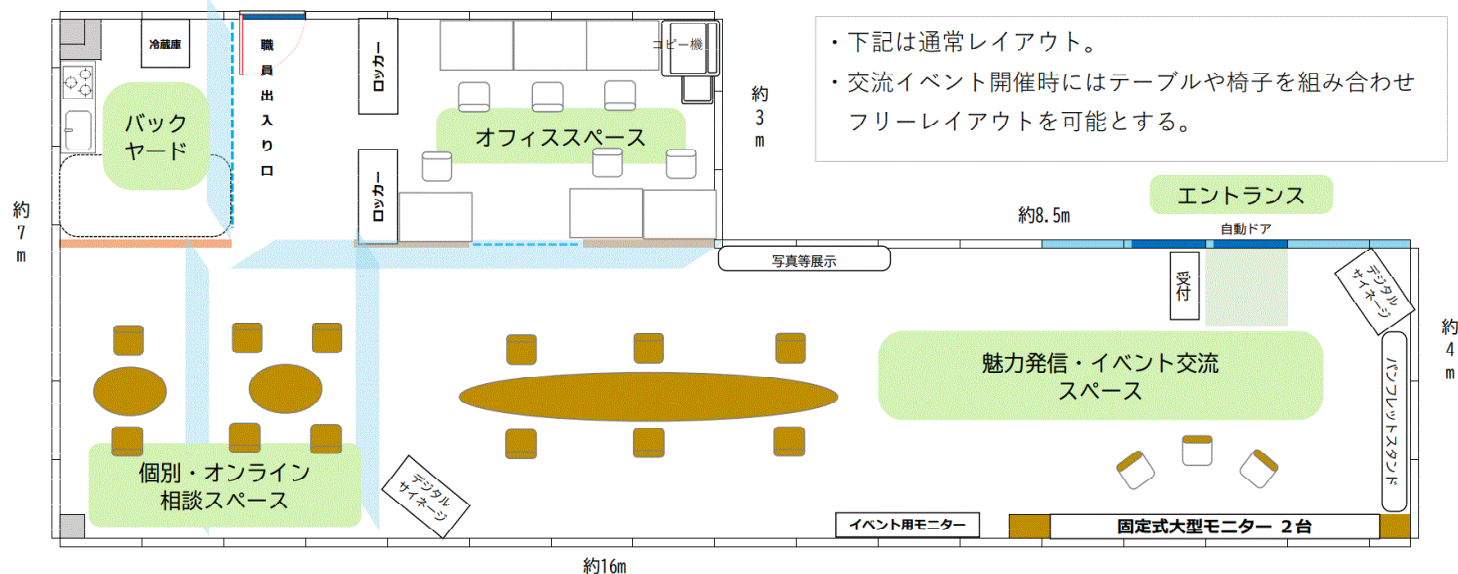 ・下記は通常レイアウト。
・交流イベント開催時にはテーブルや椅子を組み合わせ
フリーレイアウトを可能とする。
冷蔵庫
職員出入り口
ロッカー
コピー機
約3m
バック
ヤード
オフィススペース
ロッカー
エントランス
約7m
約8.5m
自動ドア
写真等展示
受付
デジタル
サイネージ
約4m
魅力発信・イベント交流
スペース
パンフレットスタンド
個別・オンライン
相談スペース
デジタル
サイネージ
イベント用モニター
固定式大型モニター 2台
約16m